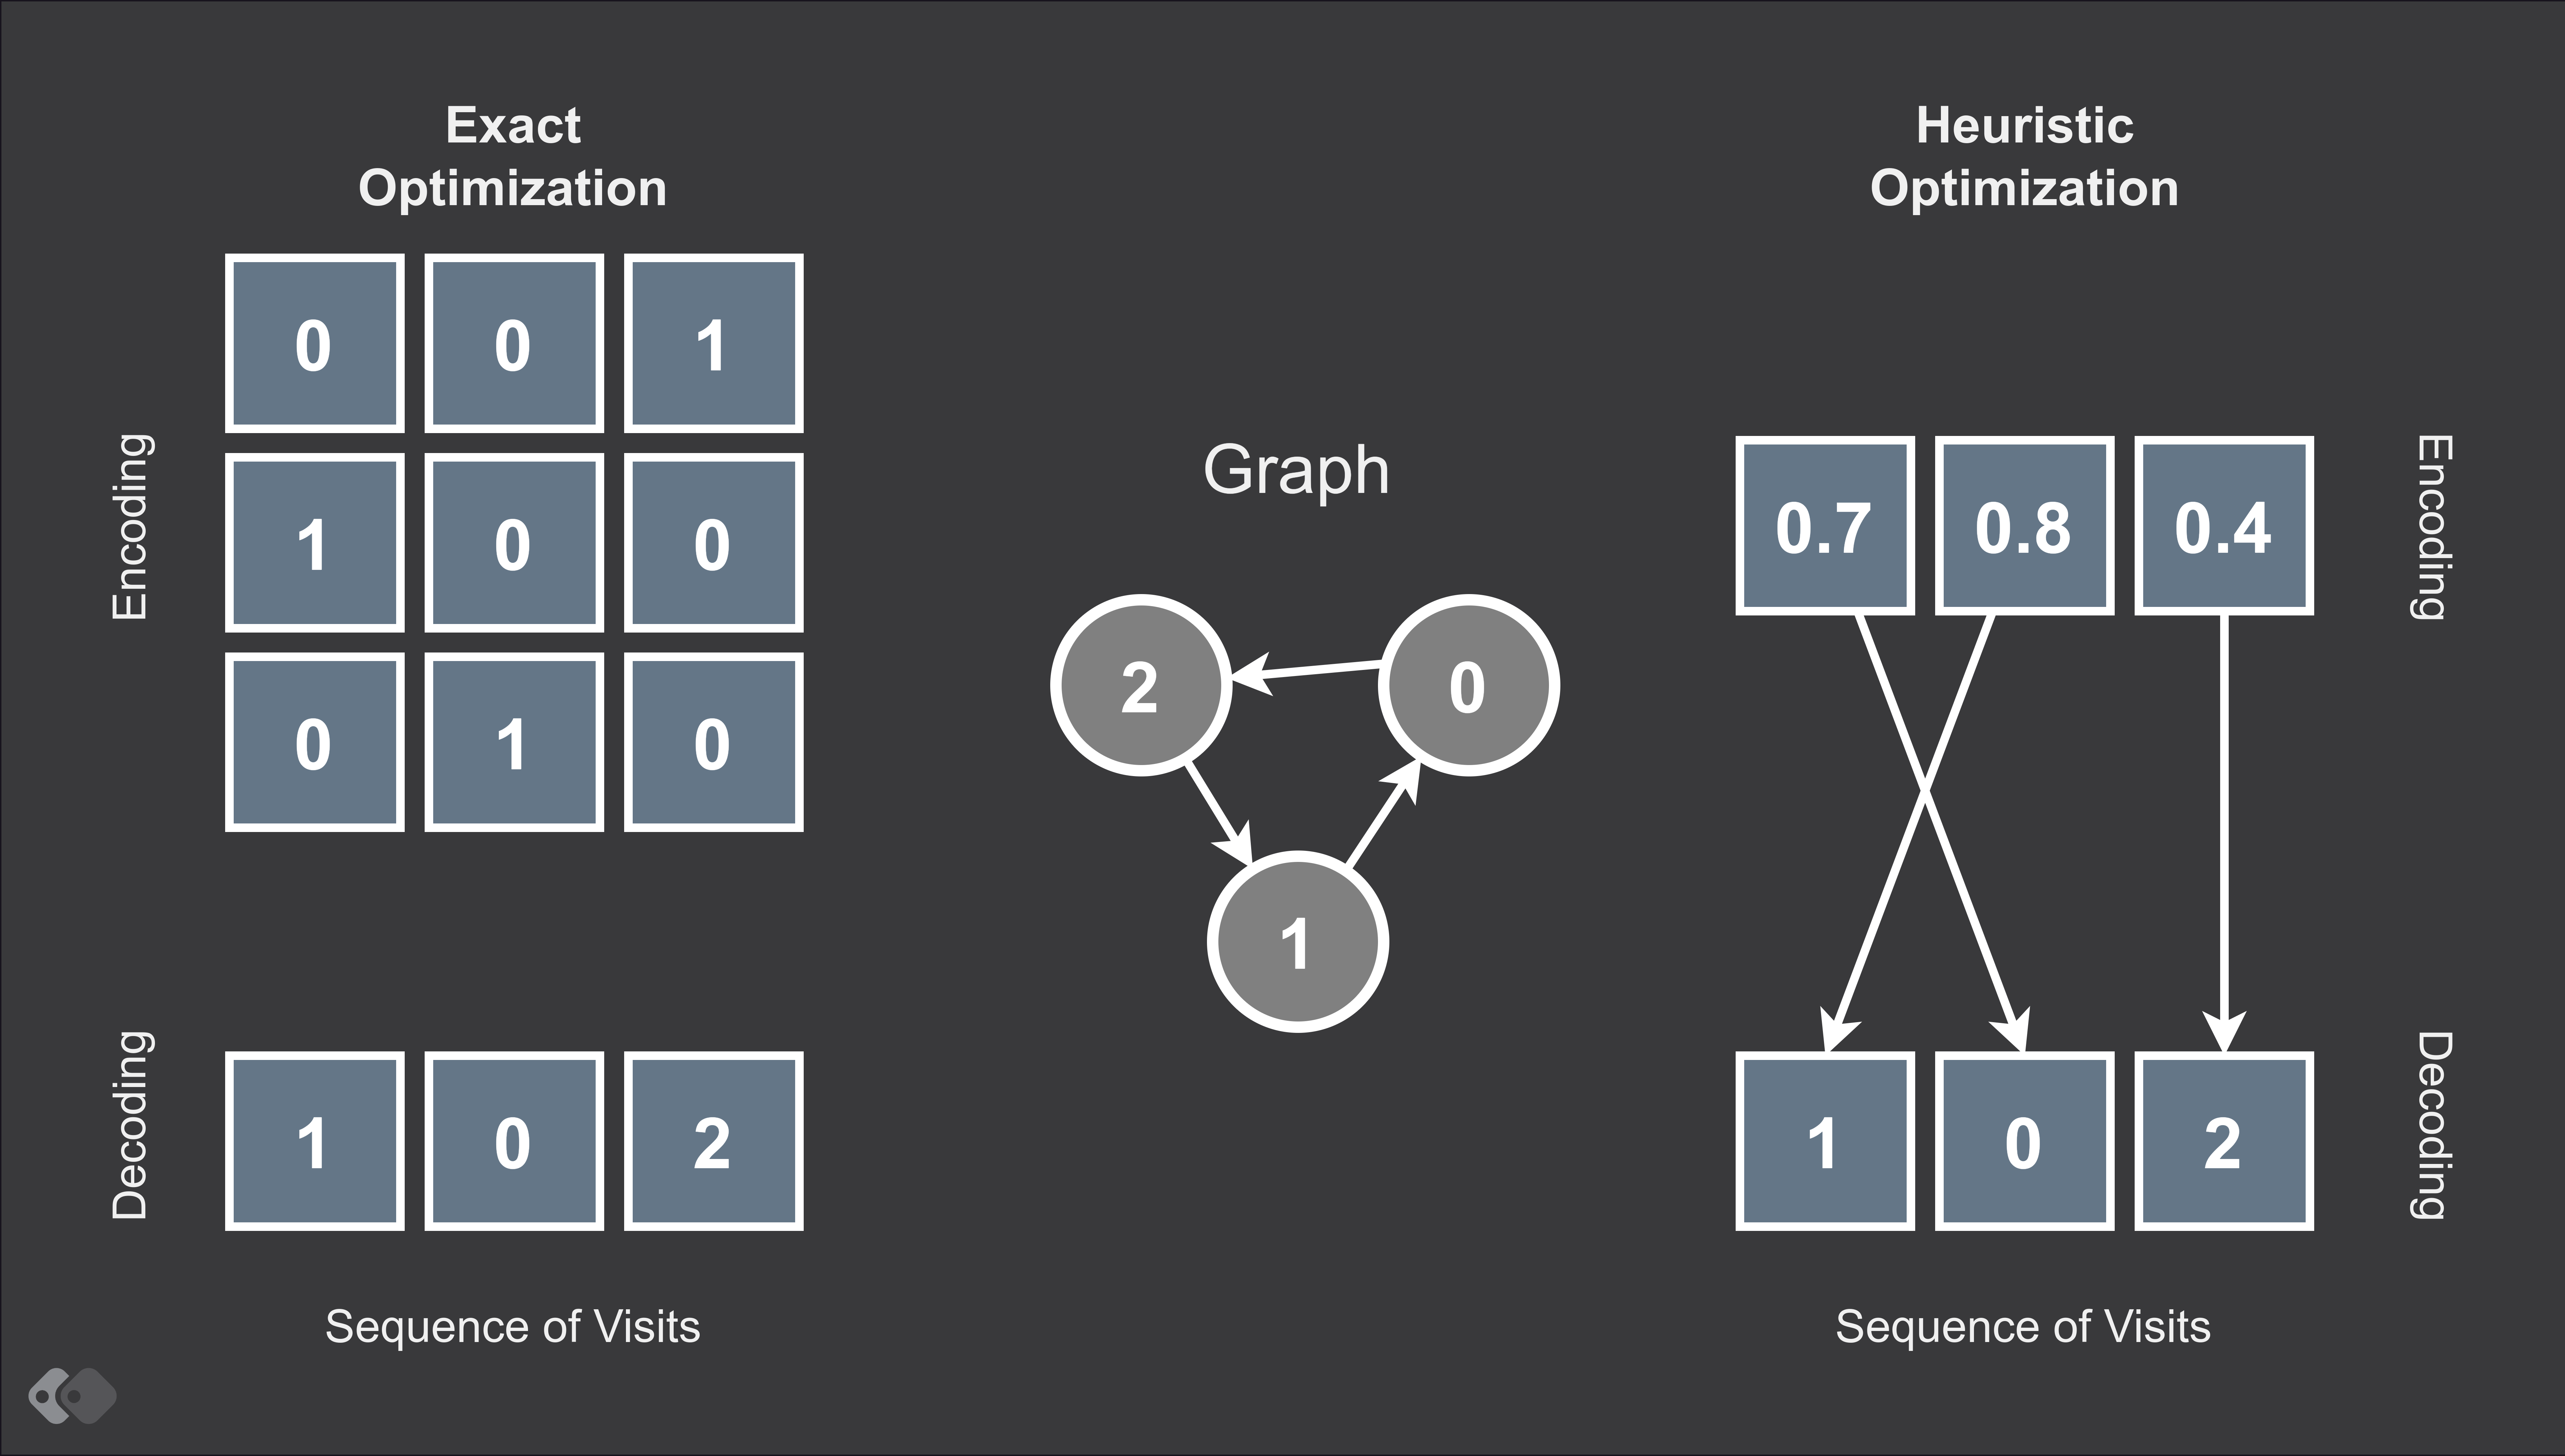 Exact
Optimization
Encoding
0 0 1
1 0 0
0 1 0
Decoding
1 0 2
Sequence of Visits
Graph
2 0
1
Heuristic
Optimization
0.7 0.8 0.4
Encoding
1 0 2
Decoding
Sequence of Visits